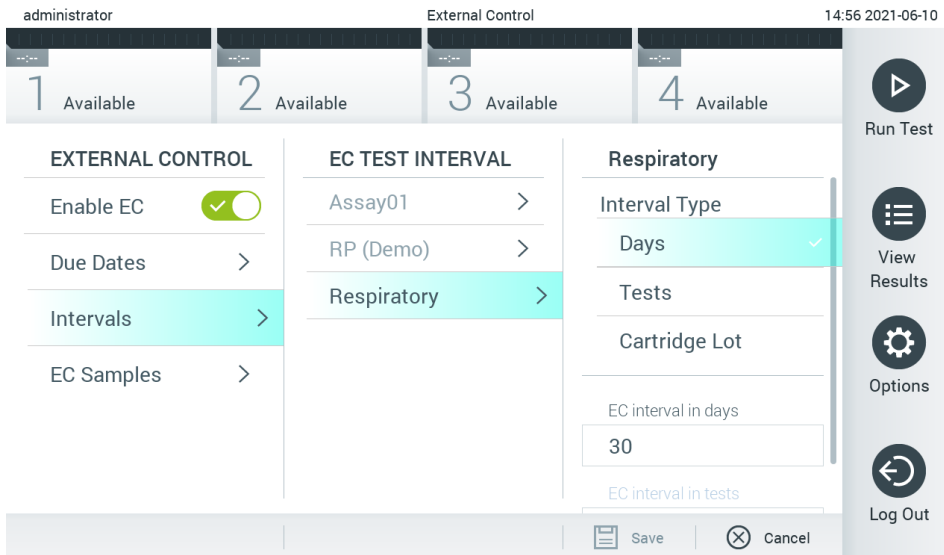 administrator
External Control
14:56 2021-06-10
--:--
1 Available
--:--
2 Available
--:--
3 Available
--:--
4 Available
EXTERNAL CONTROL
Enable EC
Due Dates
Intervals
EC Samples
EC TEST INTERVAL
Assay01
RP (Demo)
Respiratory
Respiratory
Interval Type
Days
Tests
Cartridge Lot
EC interval in days
30
EC interval in tests
Save
Cancel
Run Test
View
Results
Options
Log Out